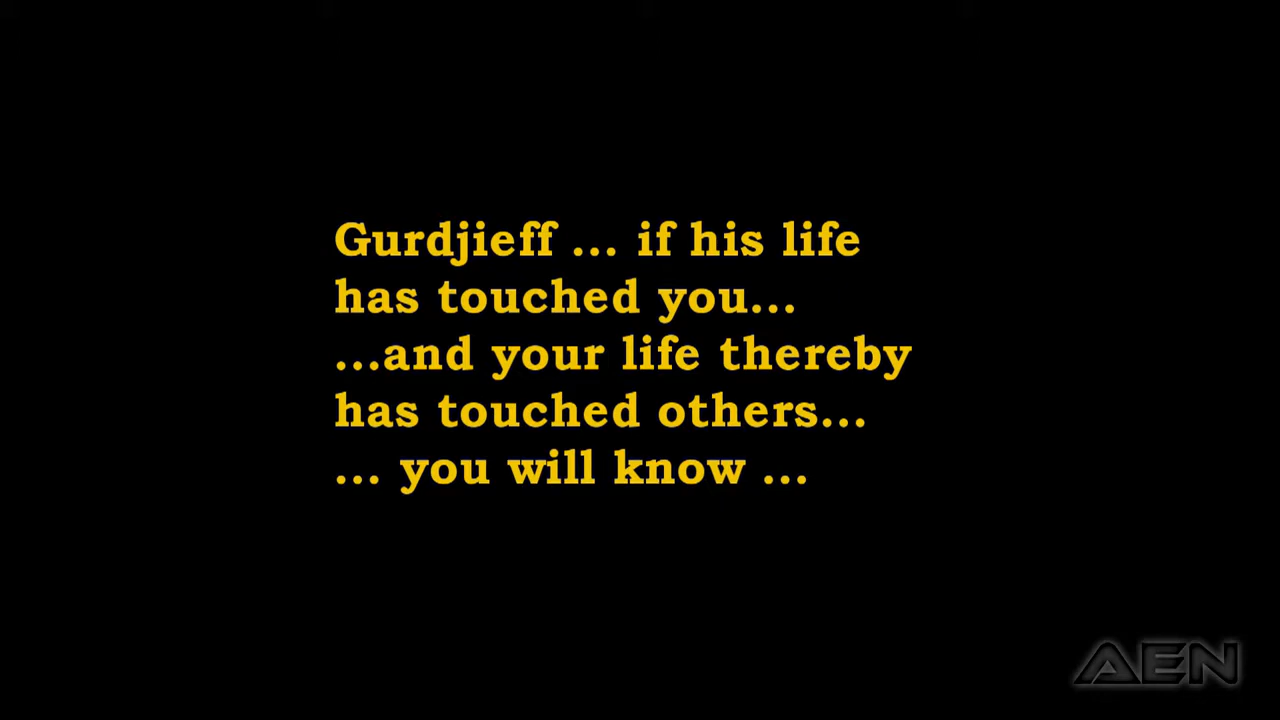 Gurdjieff ... if his life
has touched you...
...and your life thereby
has touched others...
... you will know ...
AEN